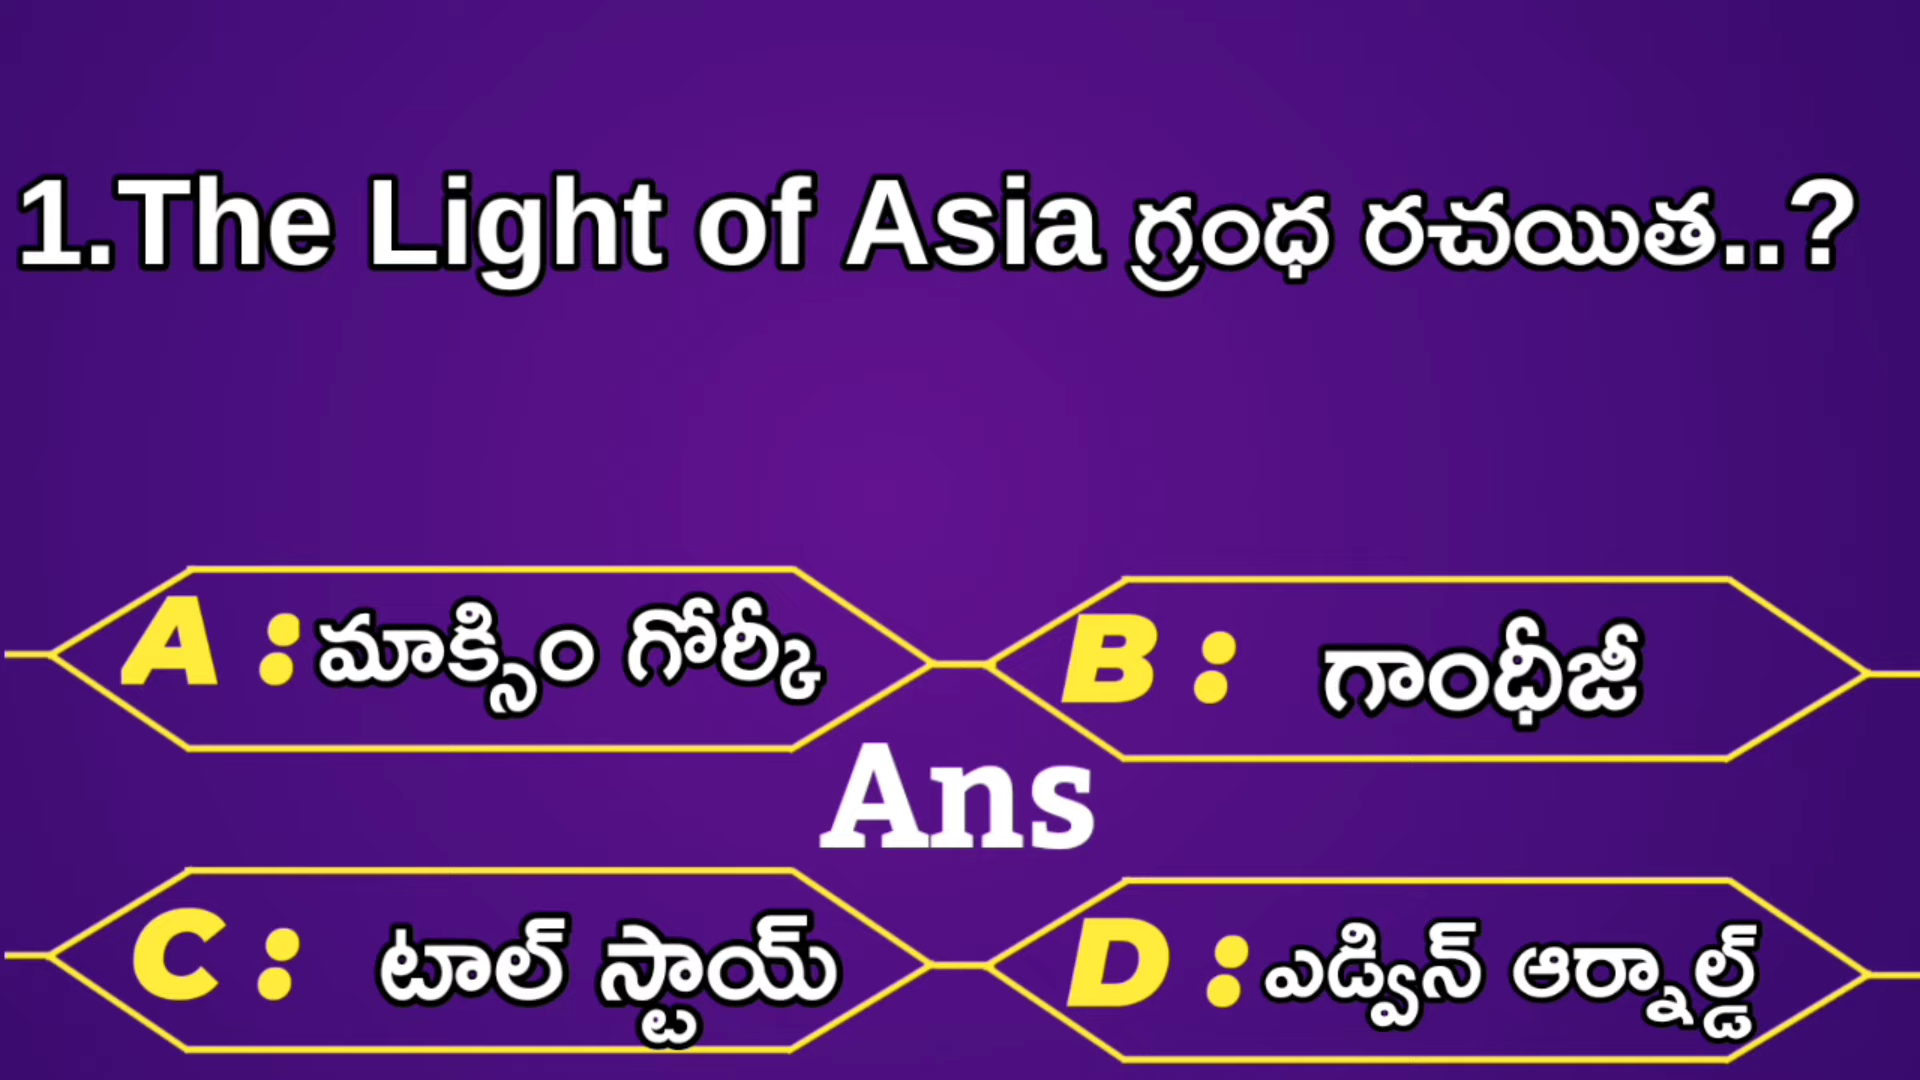 1.The Light of Asia గ్రంధ రచయిత..?
A : మాక్సిం గోర్కీ
B : గాంధీజీ
Ans
C : టాల్ స్టాయ్
D : ఎడ్విన్ ఆర్నాల్డ్